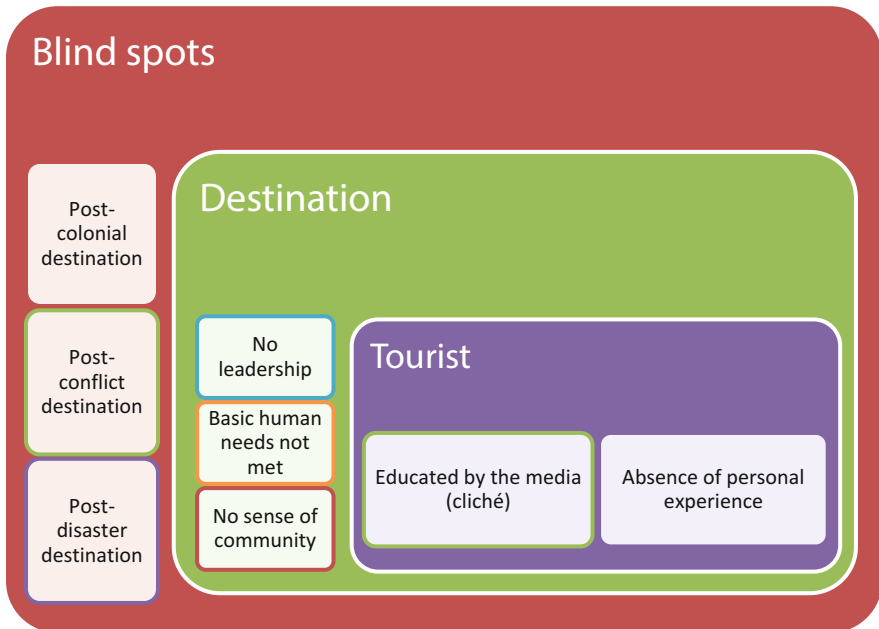 Blind spots
Post-
colonial
destination
Post-
conflict
destination
Post-
disaster
destination
Destination
No
leadership
Basic human
needs not
met
No sense of
community
Tourist
Educated by the media
(cliché)
Absence of personal
experience